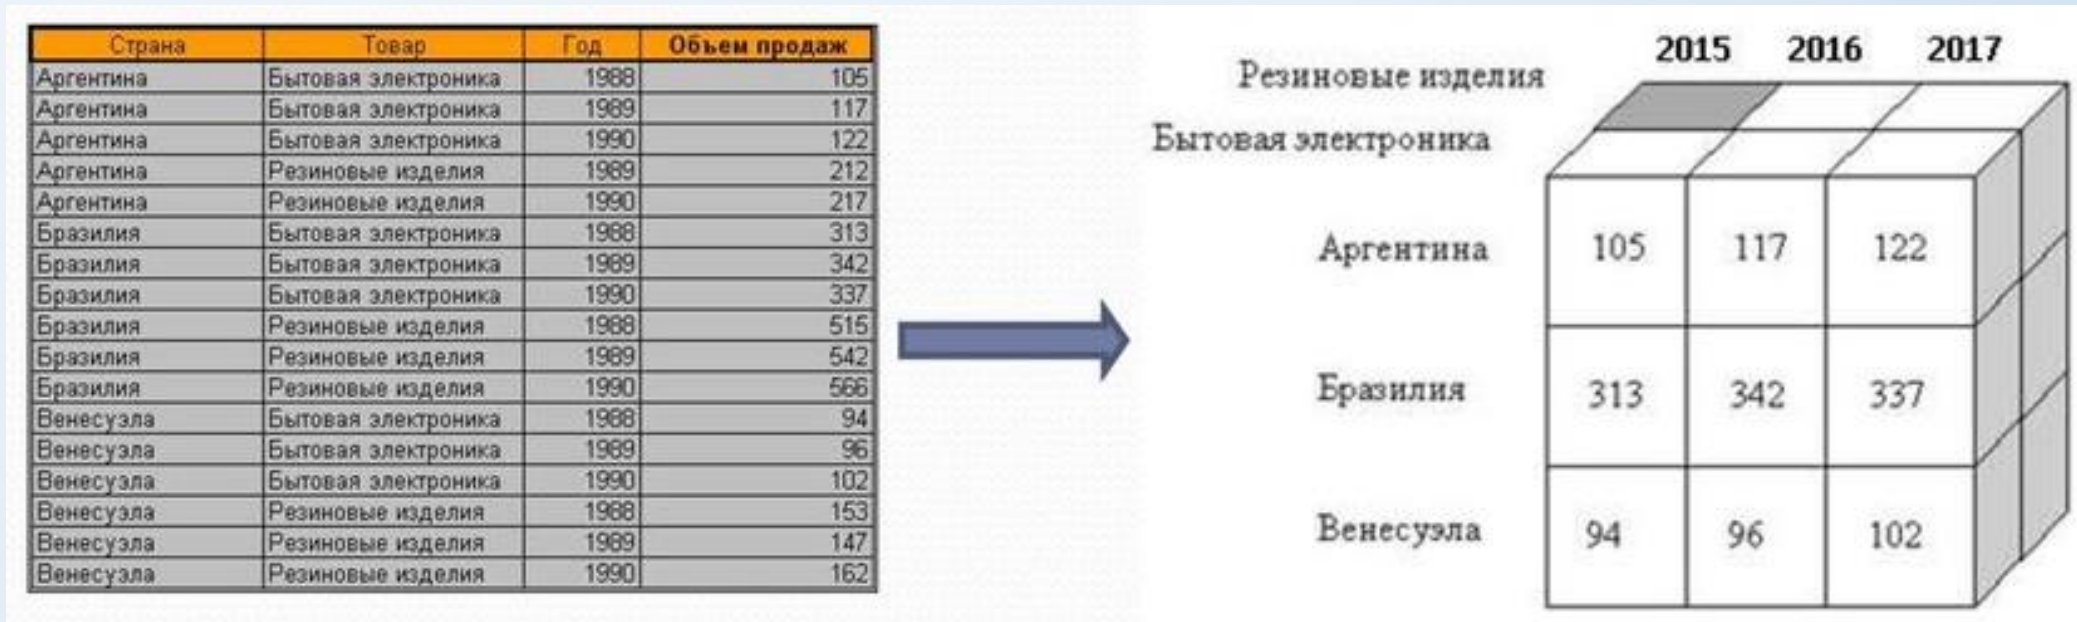 Страна Товар Год Объем продаж
Аргентина Бытовая электроника 1988 105
Аргентина Бытовая электроника 1989 117
Аргентина Бытовая электроника 1990 122
Аргентина Резиновые изделия 1989 212
Аргентина Резиновые изделия 1990 217
Бразилия Бытовая электроника 1988 313
Бразилия Бытовая электроника 1989 342
Бразилия Бытовая электроника 1990 337
Бразилия Резиновые изделия 1988 515
Бразилия Резиновые изделия 1989 542
Бразилия Резиновые изделия 1990 566
Венесуэла Бытовая электроника 1988 94
Венесуэла Бытовая электроника 1989 96
Венесуэла Бытовая электроника 1990 102
Венесуэла Резиновые изделия 1988 153
Венесуэла Резиновые изделия 1989 147
Венесуэла Резиновые изделия 1990 162
2015 2016 2017
Резиновые изделия
Бытовая электроника
Аргентина 105 117 122
Бразилия 313 342 337
Венесуэла 94 96 102